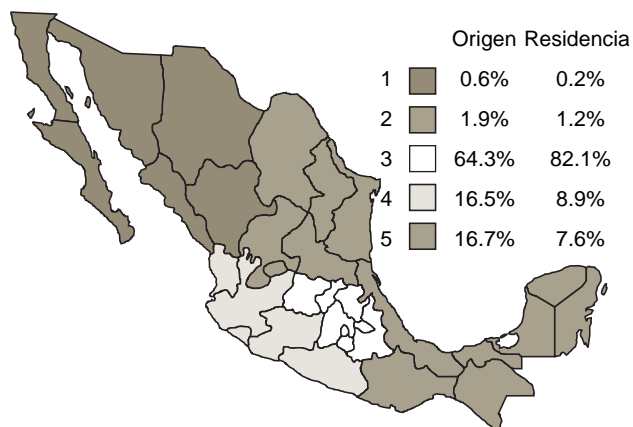 Origen Residencia
1 0.6% 0.2%
2 1.9% 1.2%
3 64.3% 82.1%
4 16.5% 8.9%
5 16.7% 7.6%